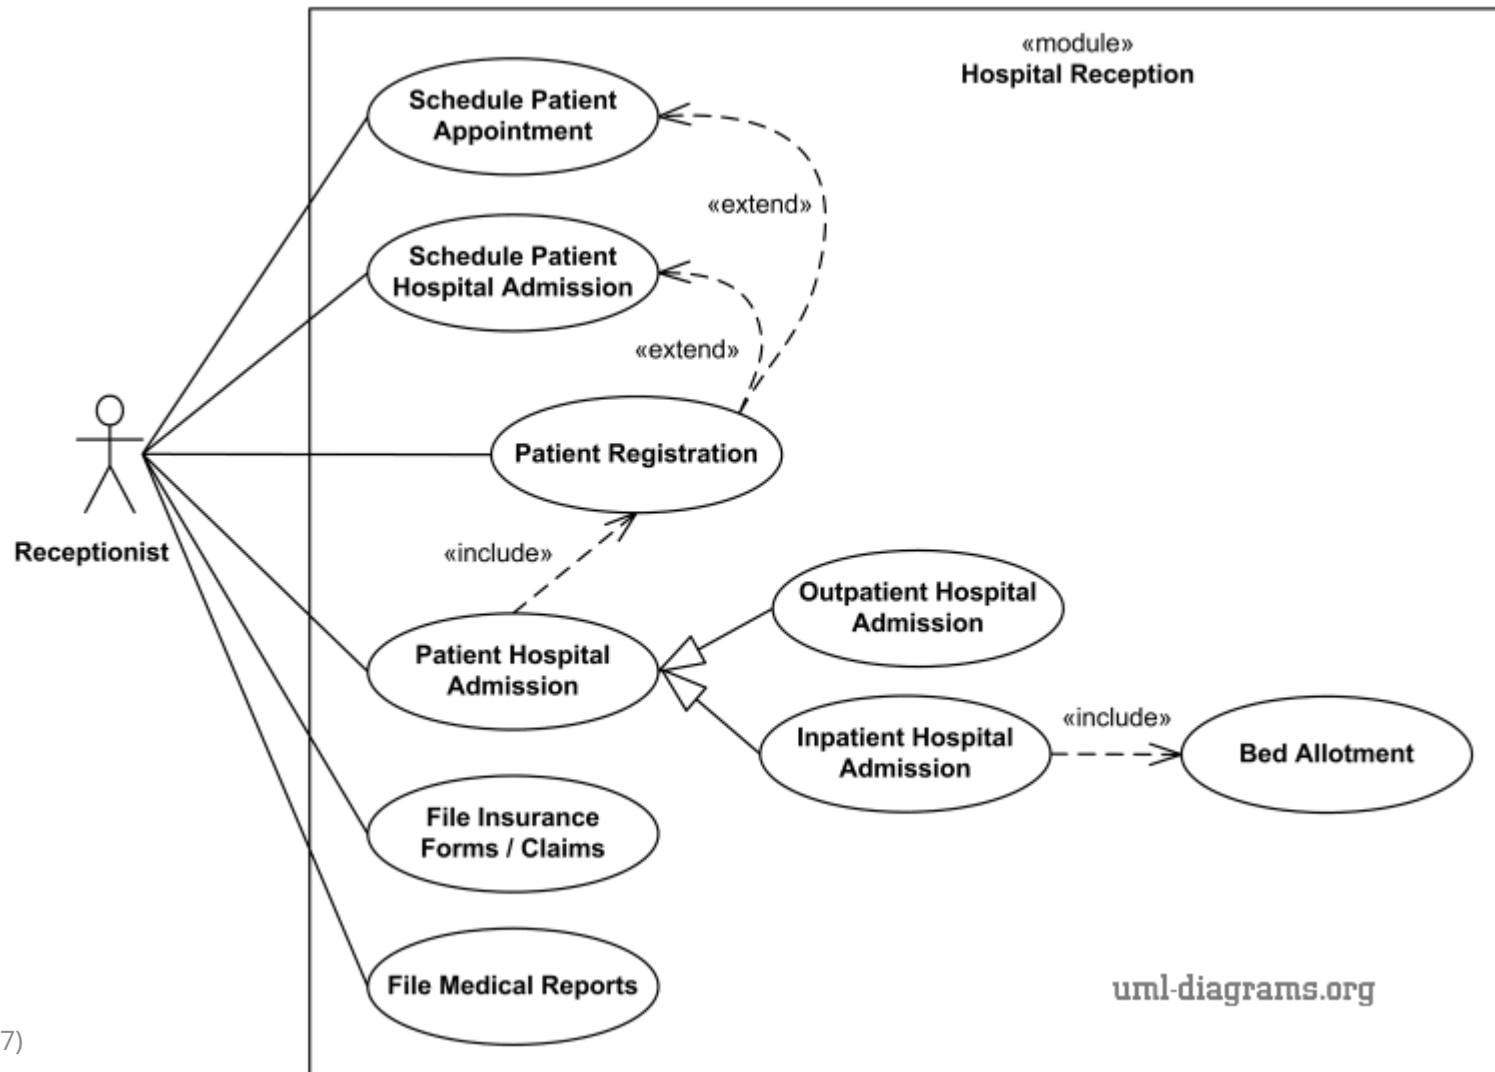 «module»
Hospital Reception
Schedule Patient
Appointment
«extend»
Schedule Patient
Hospital Admission
«extend»
Patient Registration
Receptionist
«include»
Outpatient Hospital
Admission
Patient Hospital
Admission
«include»
Inpatient Hospital
Admission
Bed Allotment
File Insurance
Forms / Claims
File Medical Reports
uml-diagrams.org
7)